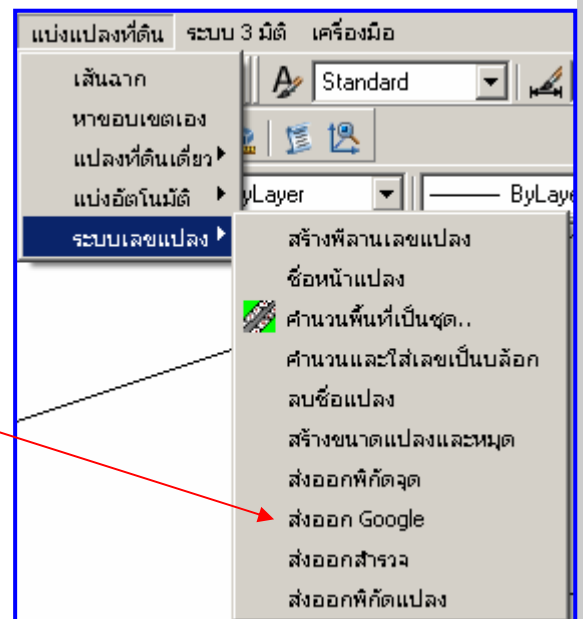 แบ่งแปลงที่ดิน ระบบ 3 มิติ เครื่องมือ
เส้นฉาก
Standard
หาขอบเขตเอง
แปลงที่ดินเดี่ยว
แบ่งอัตโนมัติ
yLayer
ByLaye
ระบบเลขแปลง
สร้างพีลานเลขแปลง
ชื่อหน้าแปลง
คำนวนพื้นที่เป็นชุด..
คำนวนและใส่เลขเป็นบล้อก
ลบชื่อแปลง
สร้างขนาดแปลงและหมุด
ส่งออกพิกัดจุด
ส่งออก Google
ส่งออกสำรวจ
ส่งออกพิกัดแปลง